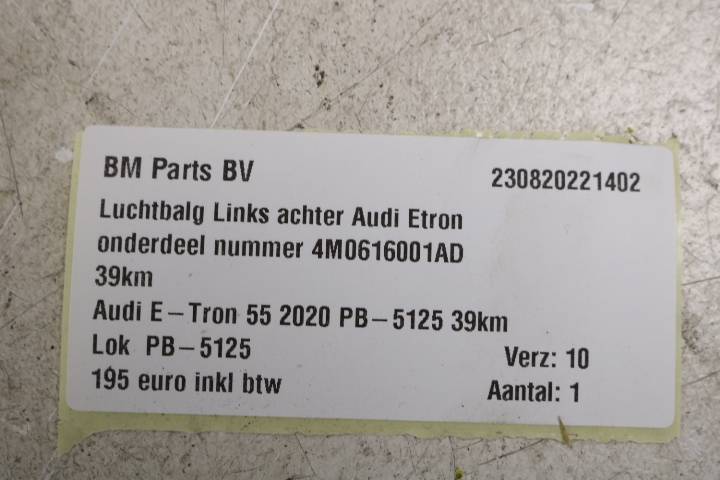 BM Parts BV 230820221402
Luchtbalg Links achter Audi Etron
onderdeel nummer 4M0616001AD
39km
Audi E-Tron 55 2020 PB-5125 39km
Lok PB-5125 Verz: 10
195 euro inkl btw Aantal: 1